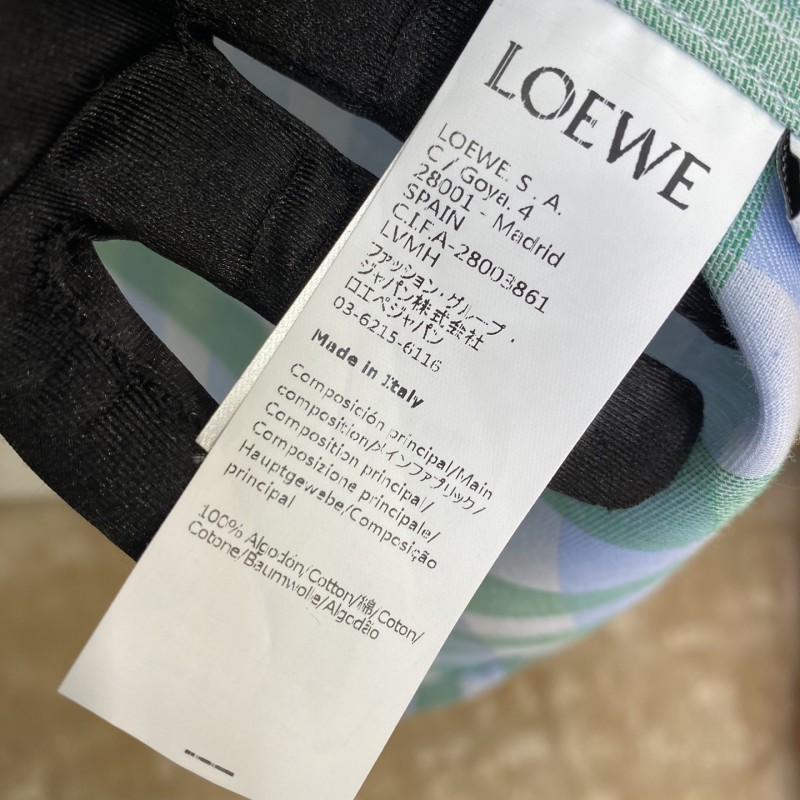 LOEWE
LOEWE. S. A.
C / Goya. 4
28001 - Madrid
SPAIN
C.I.F.A-28003861
LVMH
ファッション・グループ・
ジャパン株式会社
ロエベジャパン
03-6215-6116
Made in Italy
Composición principal/Main
composition/メインファブリック/
Composition principal/
Composizione principale/
Hauptgewebe/Composição
principal
100% Algodón/Cotton/綿/Coton/
Cotone/Baumwolle/Algodão